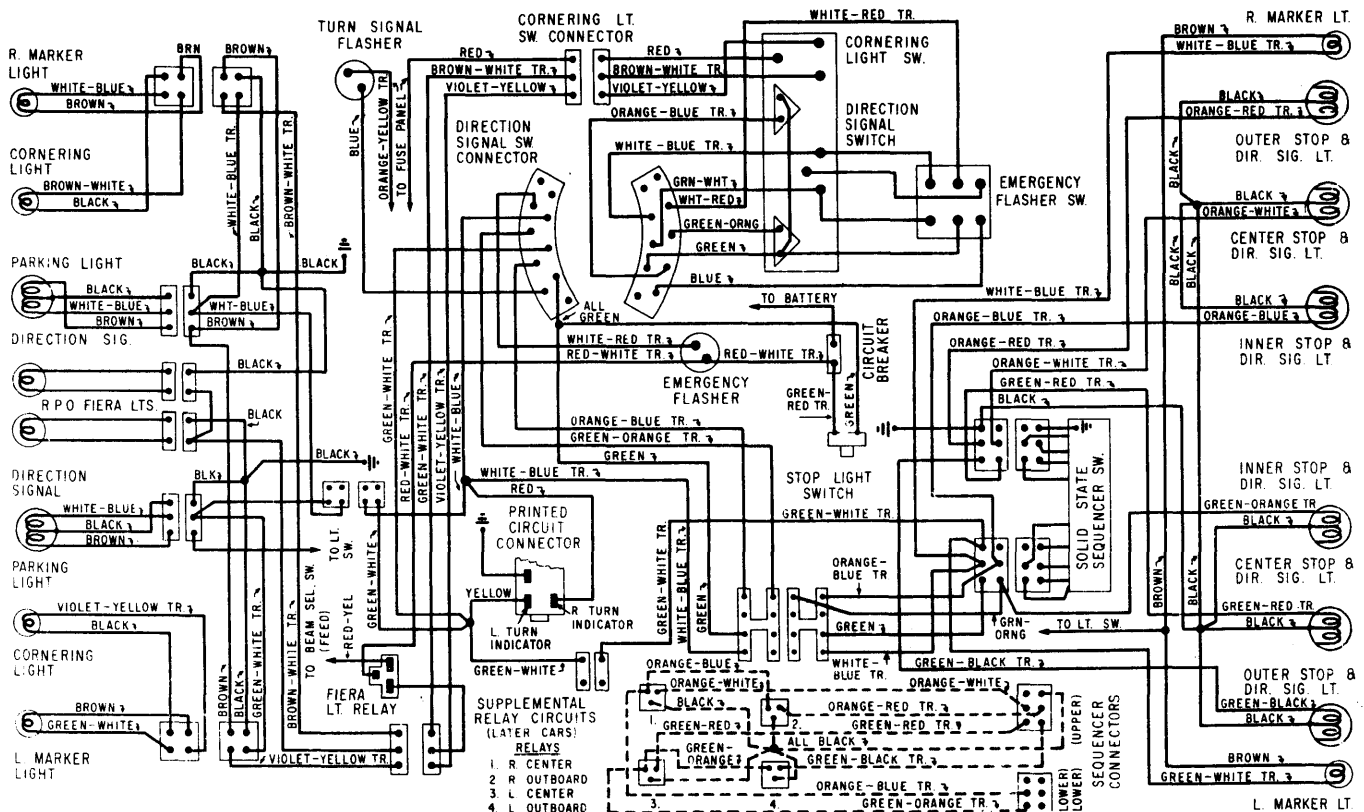 R. MARKER LIGHT
WHITE-BLUE
BROWN
BRN
BROWN
CORNERING LIGHT
BROWN-WHITE
BLACK
WHITE-BLUE TR.
BLACK
BROWN-WHITE TR.
PARKING LIGHT
BLACK
WHITE-BLUE
BROWN
DIRECTION SIG.
BLACK
BLACK
WHT-BLUE
BROWN
BLACK
R P O FIERA LTS.
BLACK
DIRECTION SIGNAL
WHITE-BLUE
BLACK
BROWN
PARKING LIGHT
BLK
BLACK
TO LT. SW.
VIOLET-YELLOW TR.
BLACK
CORNERING LIGHT
BROWN
GREEN-WHITE
L. MARKER LIGHT
BROWN
BLACK
GREEN-WHITE TR.
BROWN-WHITE TR.
VIOLET-YELLOW TR.
TO BEAM SEL. SW. (FEED)
RED-YEL
FIERA LT. RELAY
TURN SIGNAL FLASHER
BLUE
ORANGE-YELLOW TR.
TO FUSE PANEL
CORNERING LT. SW. CONNECTOR
RED
BROWN-WHITE TR.
VIOLET-YELLOW
RED
BROWN-WHITE TR.
VIOLET-YELLOW
DIRECTION SIGNAL SW. CONNECTOR
ORANGE-BLUE TR.
WHITE-BLUE TR.
GRN-WHT
WHT-RED
GREEN-ORNG
GREEN
BLUE
WHITE-RED TR.
CORNERING LIGHT SW.
DIRECTION SIGNAL SWITCH
EMERGENCY FLASHER SW.
ALL GREEN
WHITE-RED TR.
RED-WHITE TR.
RED-WHITE TR.
EMERGENCY FLASHER
TO BATTERY
CIRCUIT BREAKER
GREEN-RED TR.
GREEN
STOP LIGHT SWITCH
GREEN-WHITE TR.
RED-WHITE TR.
GREEN-WHITE TR.
VIOLET-YELLOW TR.
WHITE-BLUE
ORANGE-BLUE TR.
GREEN-ORANGE TR.
GREEN
WHITE-BLUE TR.
RED
PRINTED CIRCUIT CONNECTOR
YELLOW
L. TURN INDICATOR
R TURN INDICATOR
GREEN-WHITE
GREEN-WHITE
GREEN-WHITE TR.
WHITE-BLUE TR.
GREEN
GREEN-WHITE TR.
ORANGE-BLUE TR
GREEN
WHITE-BLUE TR.
GRN-ORNG
TO LT. SW.
SUPPLEMENTAL RELAY CIRCUITS (LATER CARS)
RELAYS
1. R. CENTER
2 R OUTBOARD
3. L CENTER
4. L OUTBOARD
ORANGE-BLUE
ORANGE-WHITE
BLACK
1.
2.
GREEN-RED
GREEN-ORANGE
3.
4.
ORANGE-WHITE
ORANGE-RED TR.
GREEN-RED TR.
ALL BLACK
GREEN-BLACK TR.
ORANGE-BLUE TR.
GREEN-ORANGE TR.
(UPPER)
(LOWER)
(LOWER)
SEQUENCER CONNECTORS
GREEN-BLACK TR.
WHITE-BLUE TR.
ORANGE-BLUE TR.
ORANGE-RED TR.
ORANGE-WHITE TR.
GREEN-RED TR.
BLACK
SOLID STATE SEQUENCER SW.
R. MARKER LT.
BROWN
WHITE-BLUE TR.
BLACK
ORANGE-RED TR.
OUTER STOP & DIR. SIG. LT.
BLACK
BLACK
ORANGE-WHITE
CENTER STOP & DIR. SIG. LT.
BLACK
BLACK
BLACK
ORANGE-BLUE
INNER STOP & DIR. SIG. LT.
INNER STOP & DIR. SIG. LT.
GREEN-ORANGE TR
BLACK
CENTER STOP & DIR. SIG. LT.
BROWN
BLACK
GREEN-RED TR.
BLACK
OUTER STOP & DIR. SIG. LT.
GREEN-BLACK
BLACK
BROWN
GREEN-WHITE TR.
L. MARKER LT.